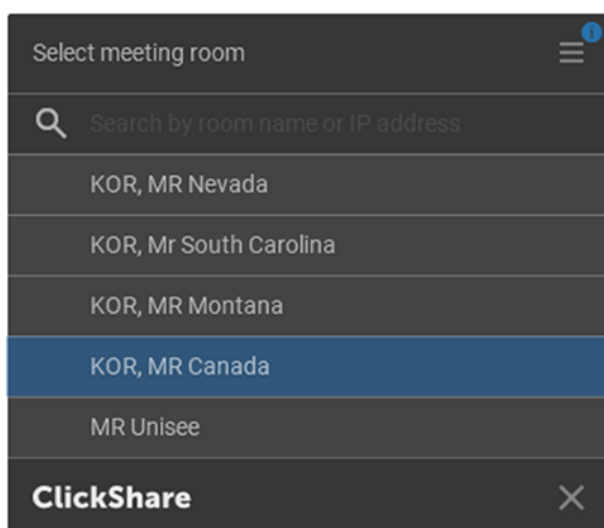 Select meeting room
i
Search by room name or IP address
KOR, MR Nevada
KOR, Mr South Carolina
KOR, MR Montana
KOR, MR Canada
MR Unisee
ClickShare